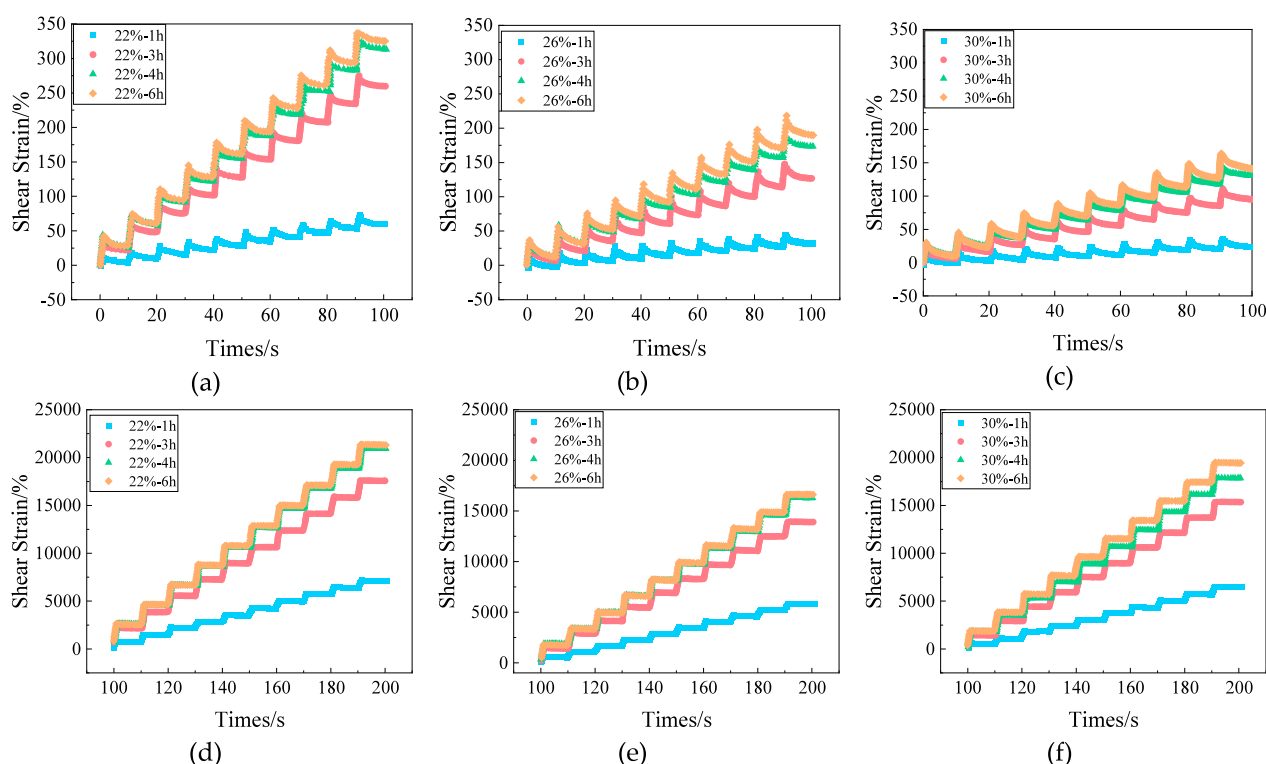 350
300
250
200
150
100
50
0
-50
Shear Strain/%
22%-1h
22%-3h
22%-4h
22%-6h
0 20 40 60 80 100
Times/s
(a)
350
300
250
200
150
100
50
0
-50
Shear Strain/%
26%-1h
26%-3h
26%-4h
26%-6h
0 20 40 60 80 100
Times/s
(b)
350
300
250
200
150
100
50
0
-50
Shear Strain/%
30%-1h
30%-3h
30%-4h
30%-6h
0 20 40 60 80 100
Times/s
(c)
25000
20000
15000
10000
5000
0
Shear Strain/%
22%-1h
22%-3h
22%-4h
22%-6h
100 120 140 160 180 200
Times/s
(d)
25000
20000
15000
10000
5000
0
Shear Strain/%
26%-1h
26%-3h
26%-4h
26%-6h
100 120 140 160 180 200
Times/s
(e)
25000
20000
15000
10000
5000
0
Shear Strain/%
30%-1h
30%-3h
30%-4h
30%-6h
100 120 140 160 180 200
Times/s
(f)